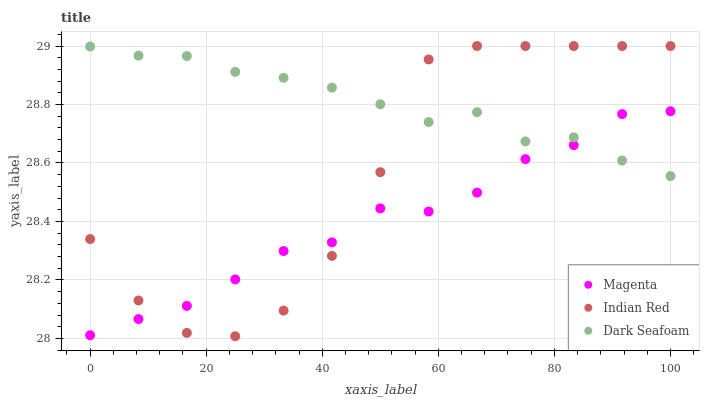 title
yaxis_label
29
28.8
28.6
28.4
28.2
28
0
20
40
60
80
100
xaxis_label
Magenta
Indian Red
Dark Seafoam